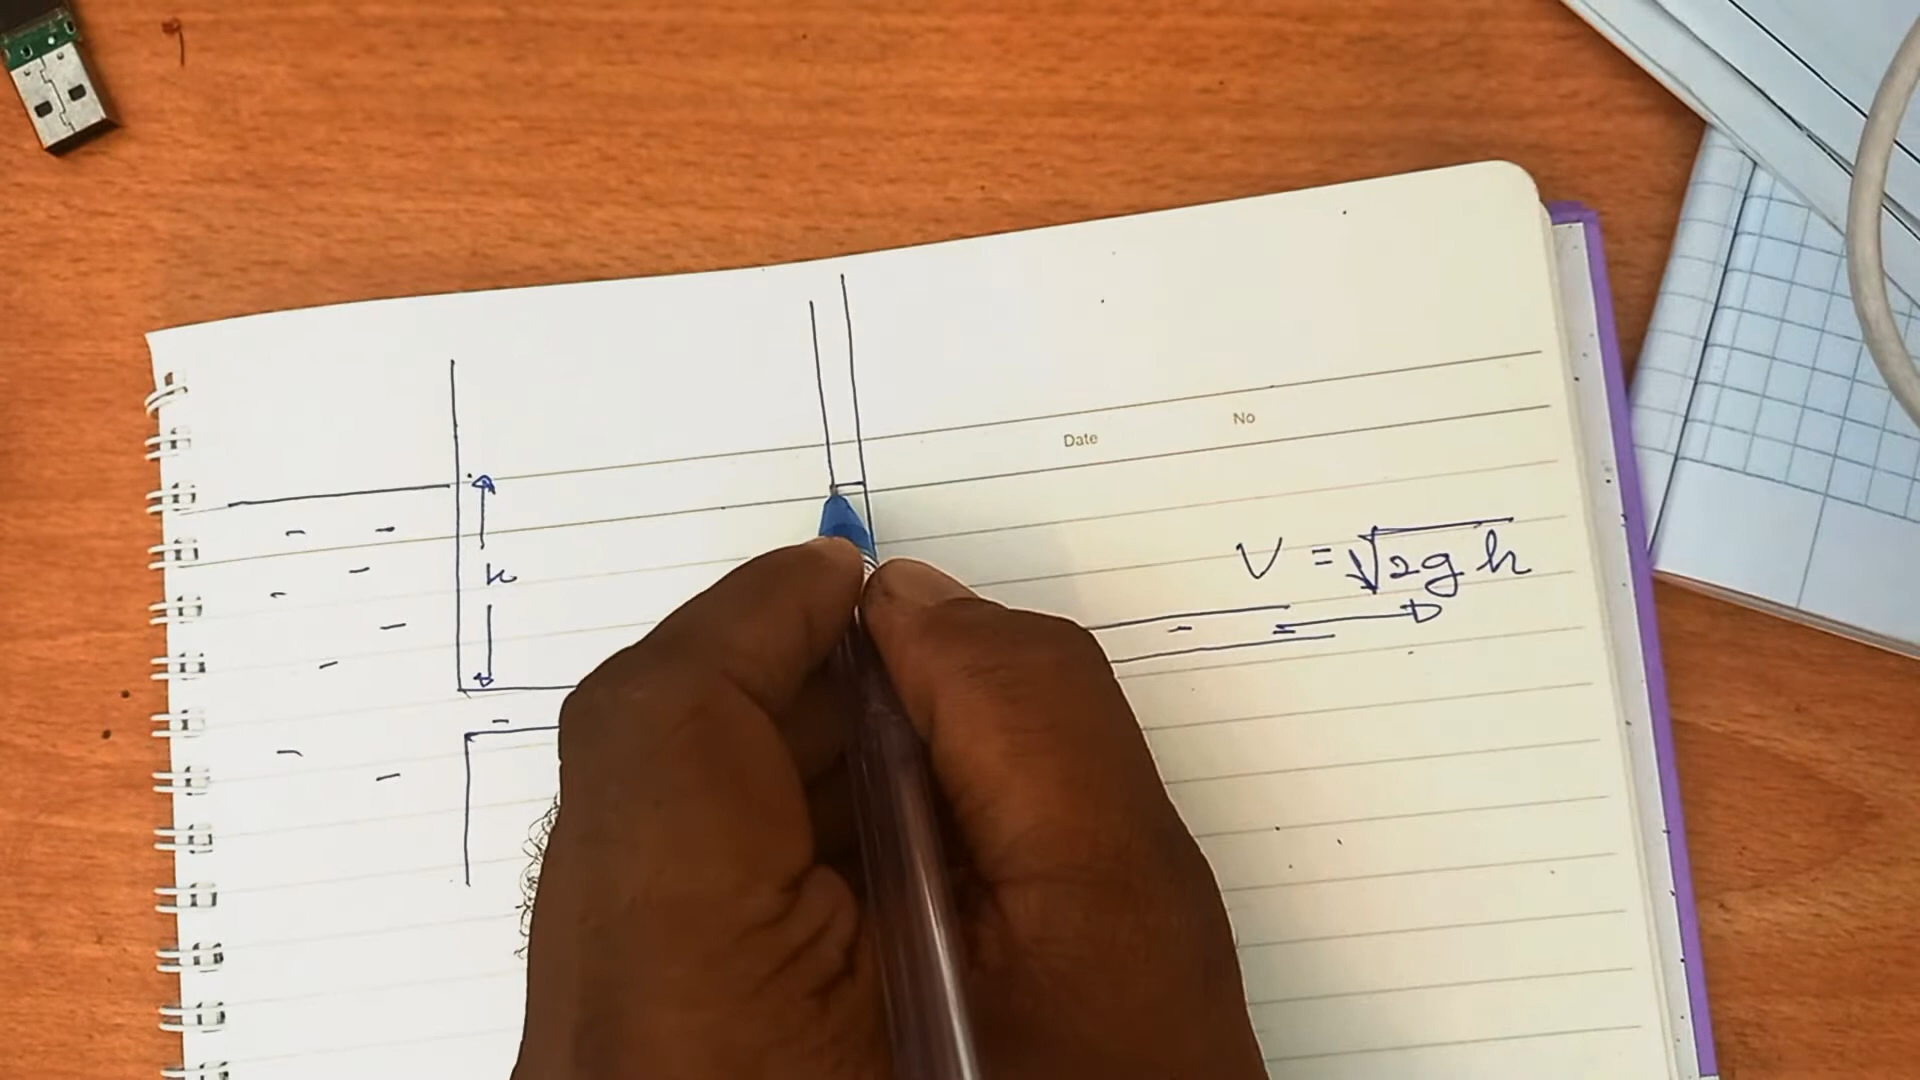 Date No
h
V = √2gh